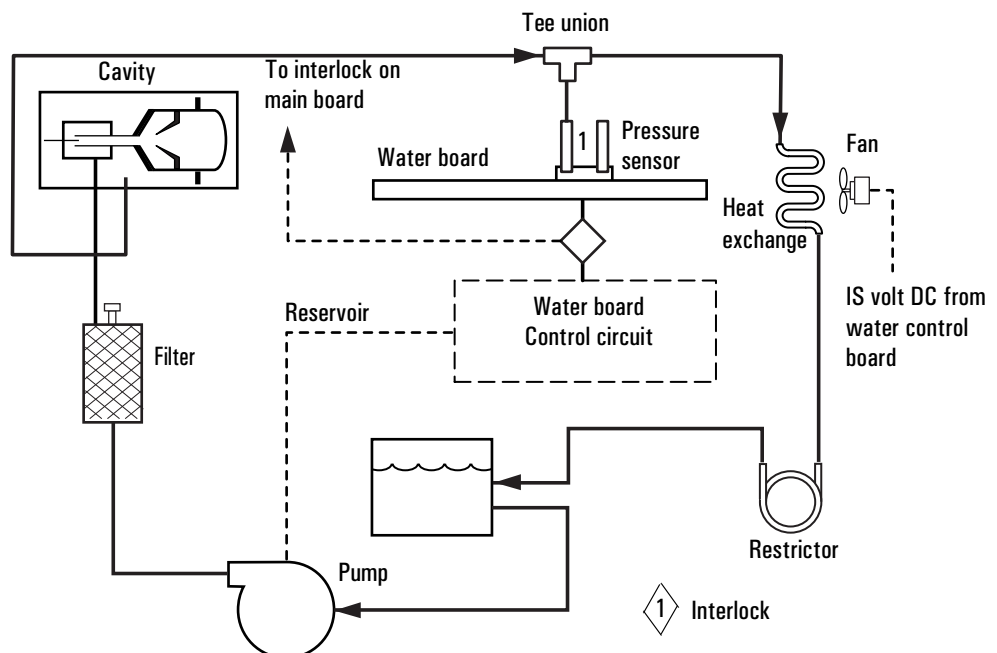 Tee union
Cavity
To interlock on
main board
1
Pressure
sensor
Water board
Fan
Heat
exchange
IS volt DC from
water control
board
Reservoir
Water board
Control circuit
Filter
Restrictor
Pump
1
Interlock